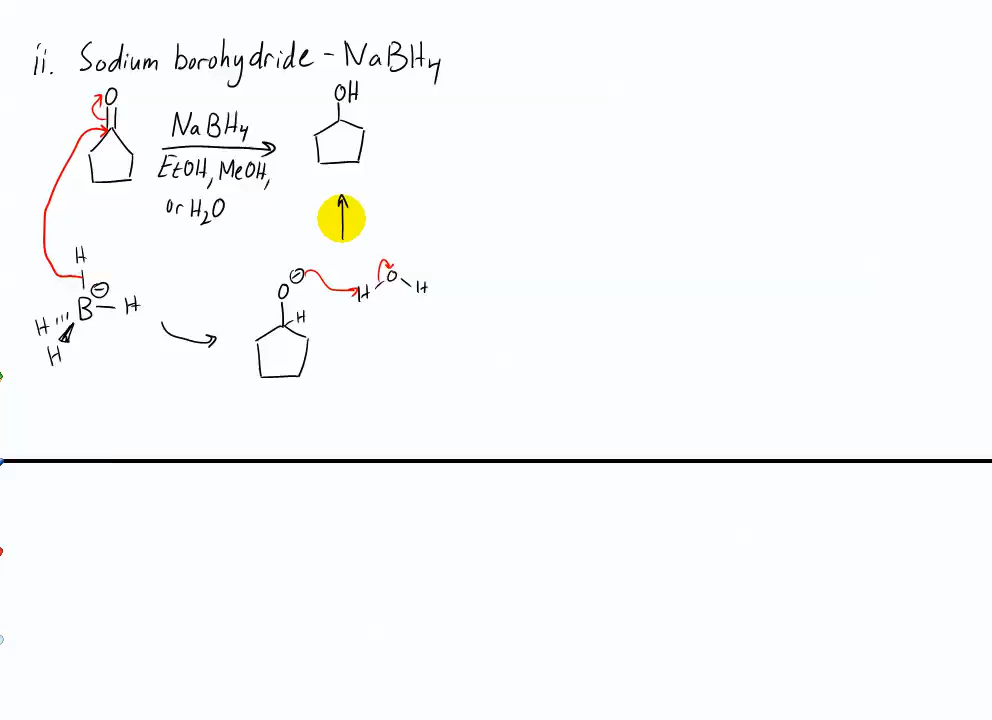 ii. Sodium borohydride - NaBH4
O
OH
NaBH4
EtOH, MeOH,
or H2O
H
B⊖ H
H
H
O⊖
H
H O H